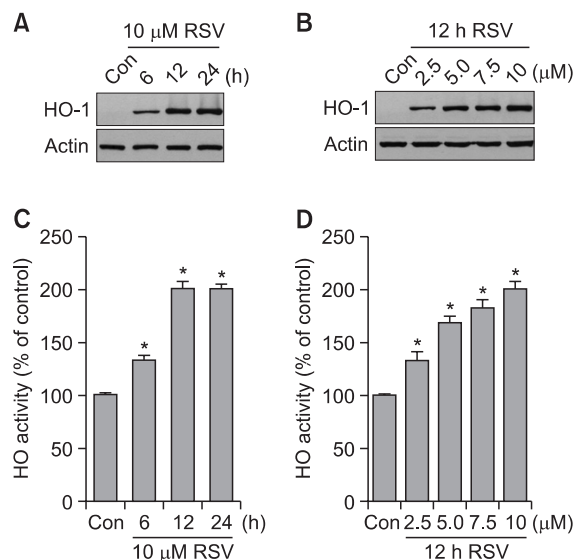 A
10 μM RSV
Con 6 12 24 (h)
HO-1
Actin
B
12 h RSV
Con 2.5 5.0 7.5 10 (μM)
HO-1
Actin
C
HO activity (% of control)
250
200
150
100
50
0
* * *
Con 6 12 24 (h)
10 μM RSV
D
HO activity (% of control)
250
200
150
100
50
0
* * * *
Con 2.5 5.0 7.5 10 (μM)
12 h RSV